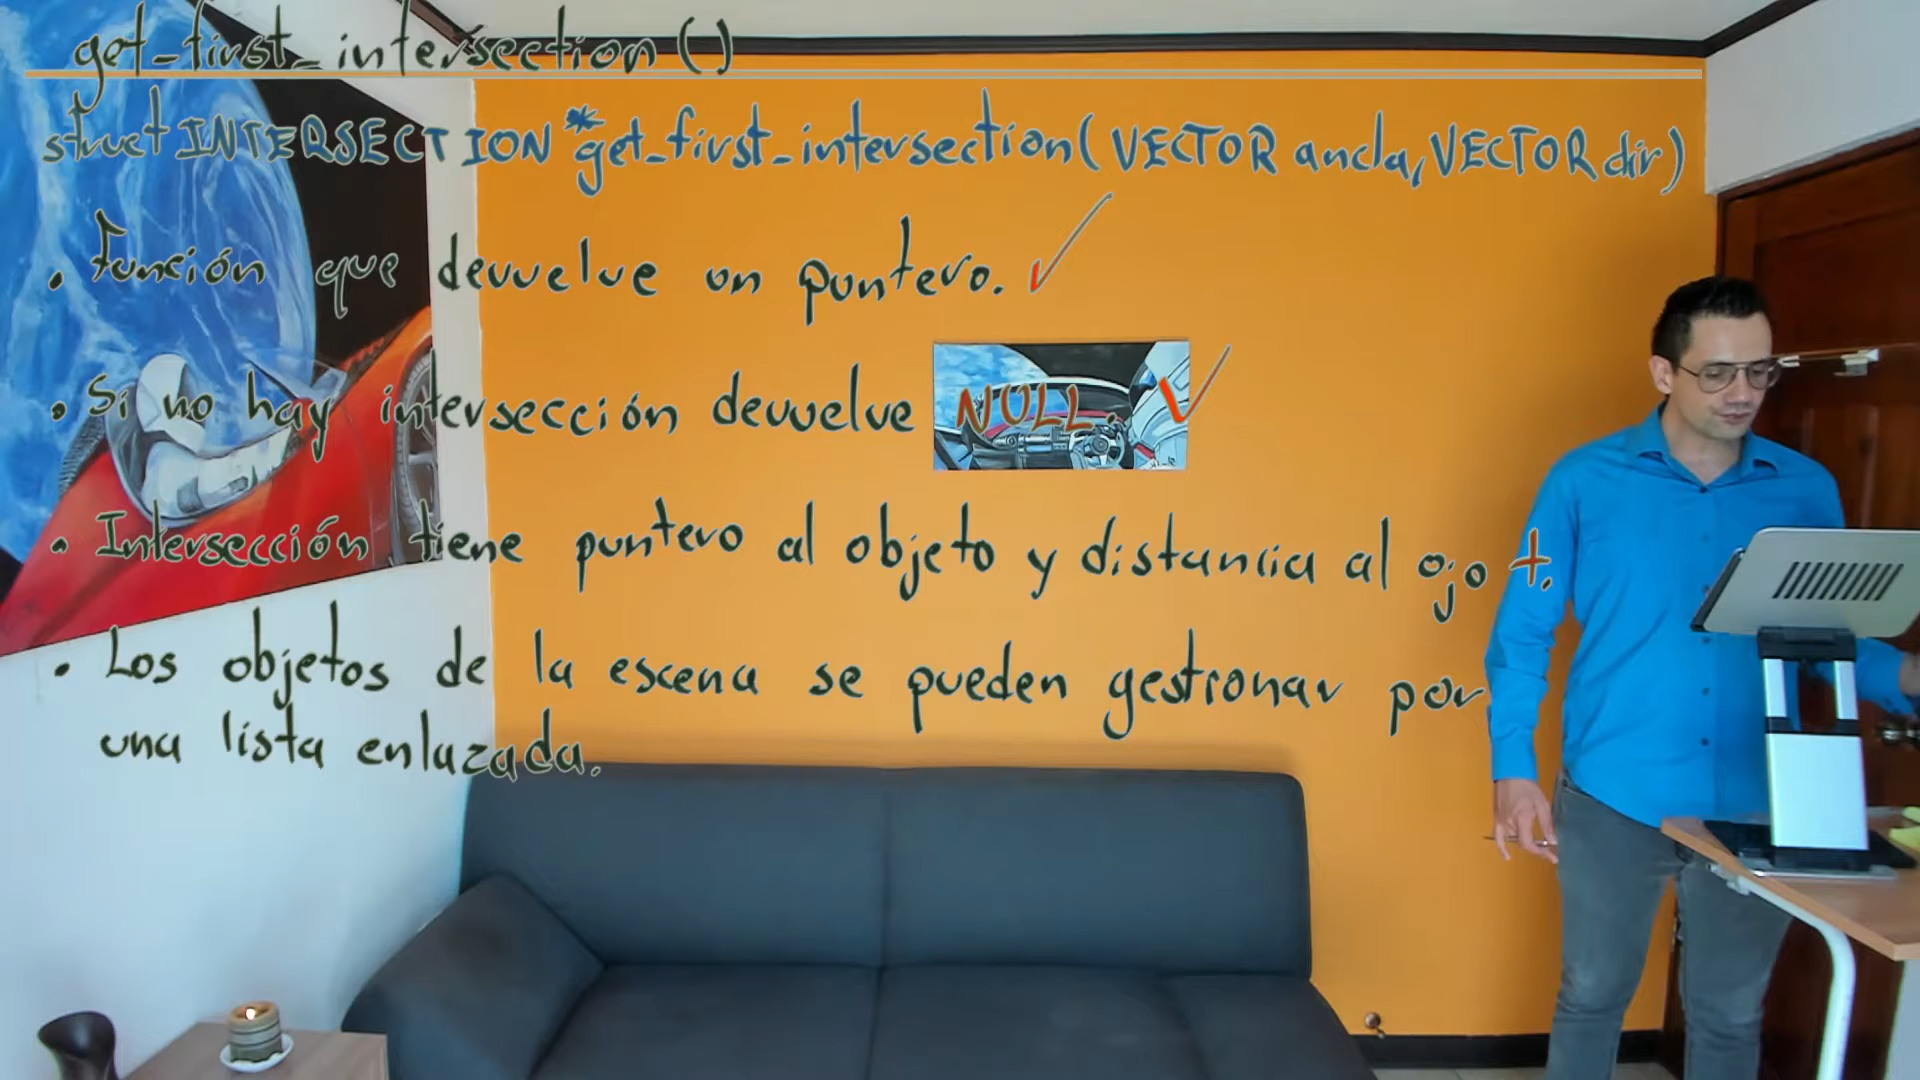 get_first_intersection()
struct INTERSECTION *get_first_intersection(VECTOR ancla, VECTOR dir)
• Función que devuelve un puntero. ✓
• Si no hay intersección devuelve NULL. ✓
• Intersección tiene puntero al objeto y distancia al ojo t.
• Los objetos de la escena se pueden gestionar por
una lista enlazada.